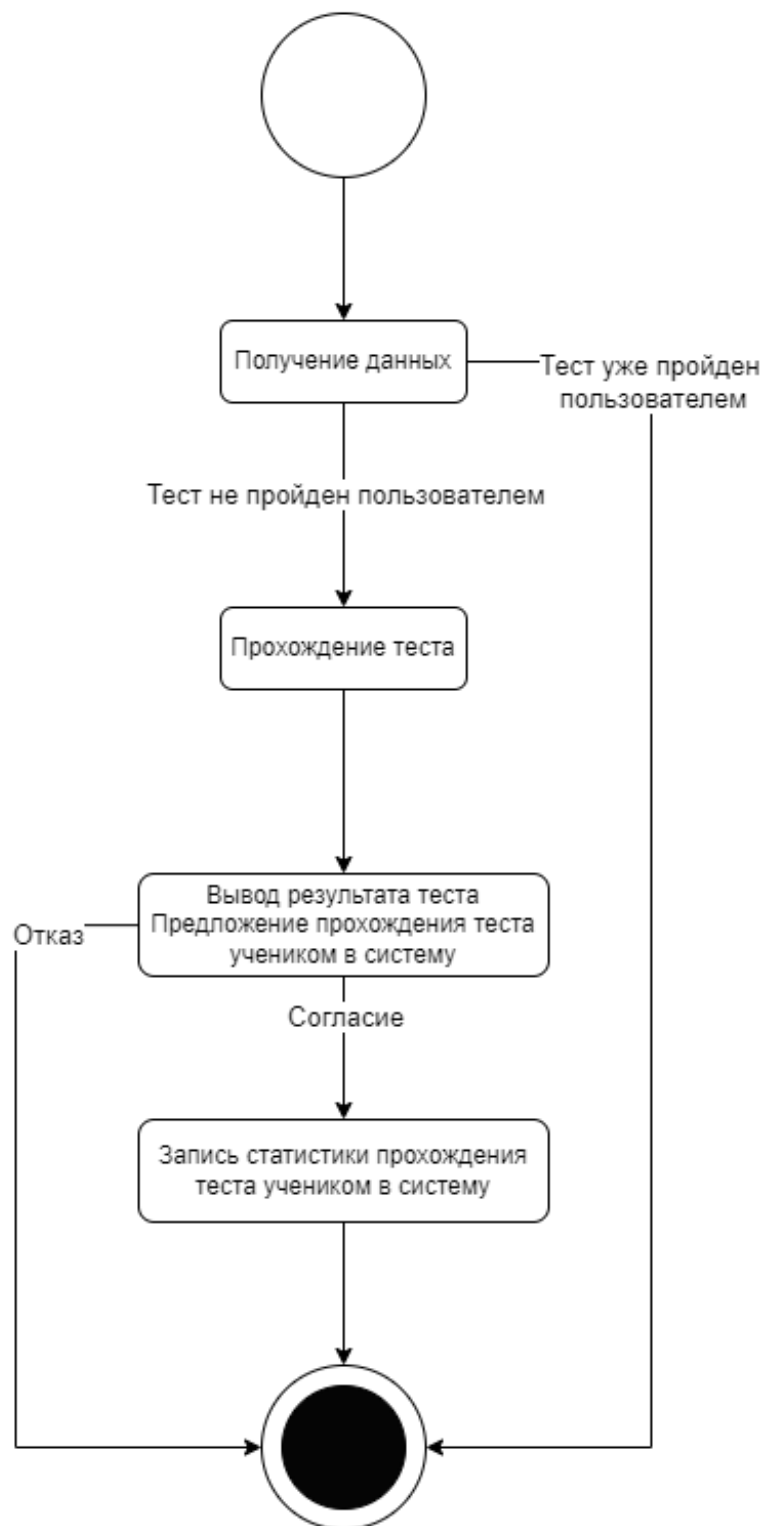 Получение данных
Тест уже пройден
пользователем
Тест не пройден пользователем
Прохождение теста
Вывод результата теста
Предложение прохождения теста
учеником в систему
Отказ
Согласие
Запись статистики прохождения
теста учеником в систему